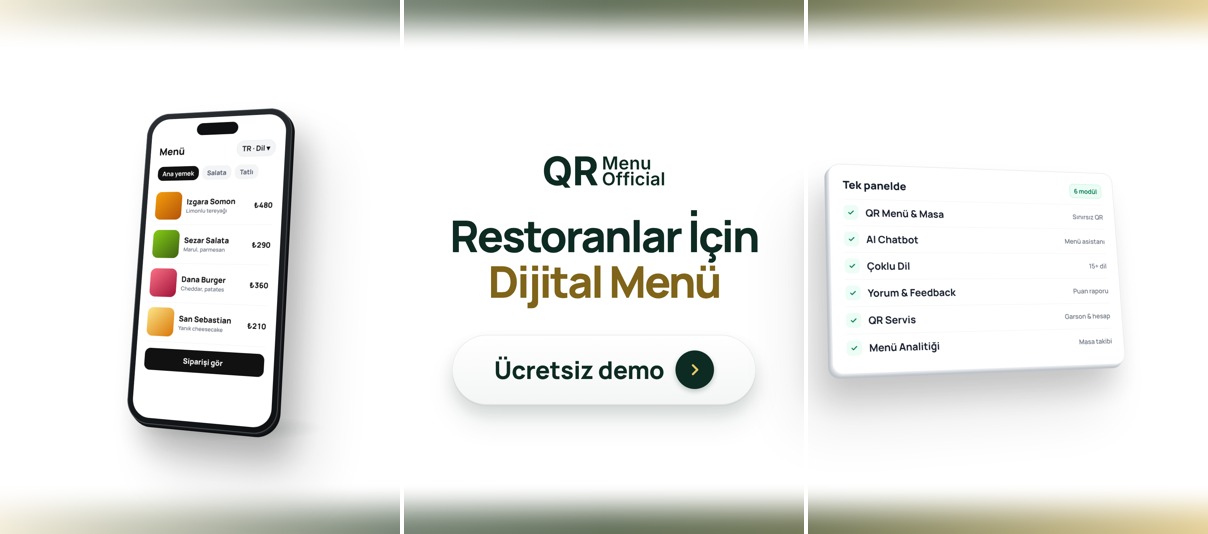 Menü
TR · Dil ▾
Ana yemek Salata Tatlı
Izgara Somon
Limonlu tereyağı
₺480
Sezar Salata
Marul, parmesan
₺290
Dana Burger
Cheddar, patates
₺360
San Sebastian
Yanık cheesecake
₺210
Siparişi gör
QR Menu
Official
Restoranlar İçin
Dijital Menü
Ücretsiz demo
Tek panelde
6 modül
QR Menü & Masa
Sınırsız QR
AI Chatbot
Menü asistanı
Çoklu Dil
15+ dil
Yorum & Feedback
Puan raporu
QR Servis
Garson & hesap
Menü Analitiği
Masa takibi